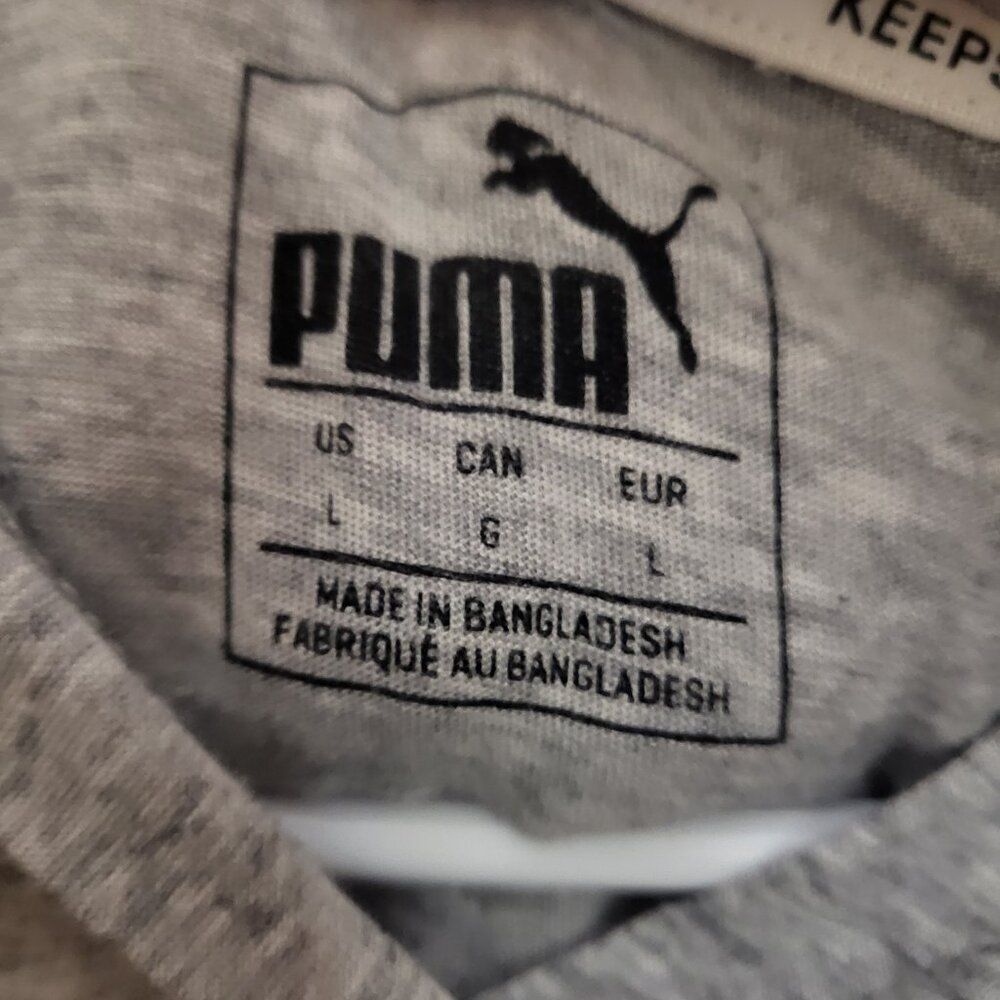 KEEPS
PUMA
US CAN EUR
L G L
MADE IN BANGLADESH
FABRIQUÉ AU BANGLADESH